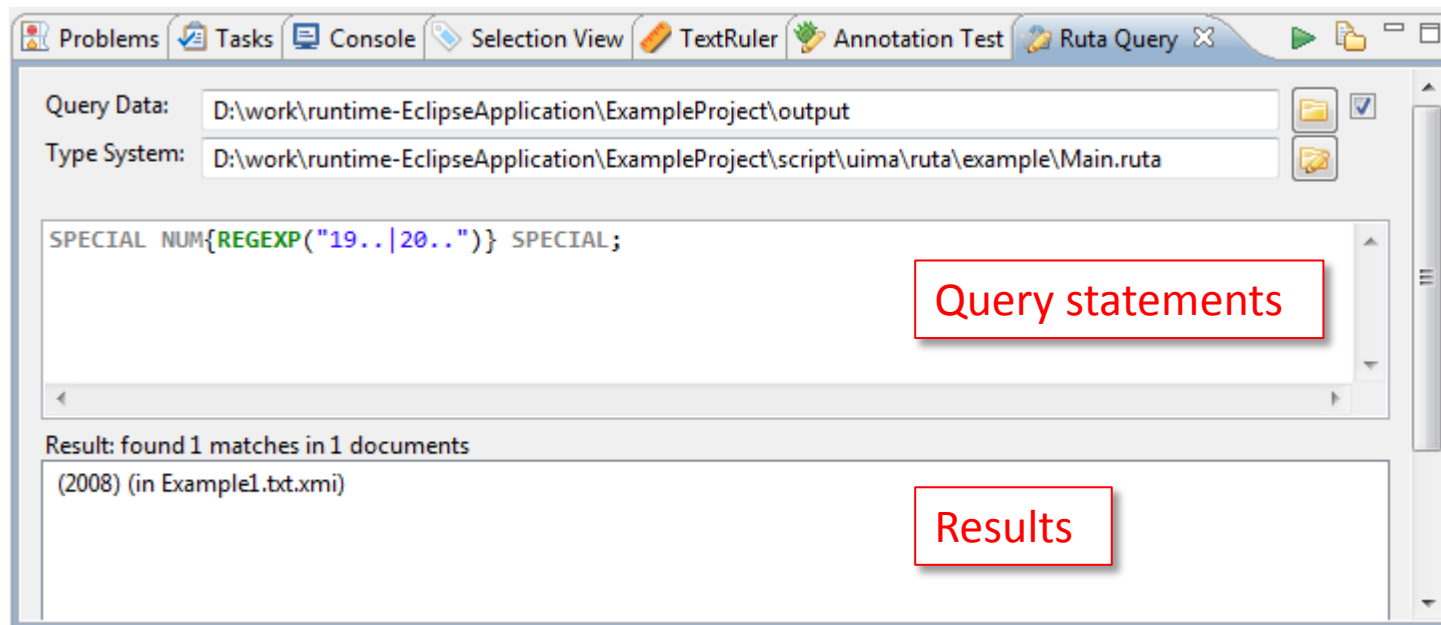 Problems Tasks Console Selection View TextRuler Annotation Test Ruta Query
Query Data: D:\work\runtime-EclipseApplication\ExampleProject\output
Type System: D:\work\runtime-EclipseApplication\ExampleProject\script\uima\ruta\example\Main.ruta
SPECIAL NUM{REGEXP("19..|20..")} SPECIAL;
Query statements
Result: found 1 matches in 1 documents
(2008) (in Example1.txt.xmi)
Results